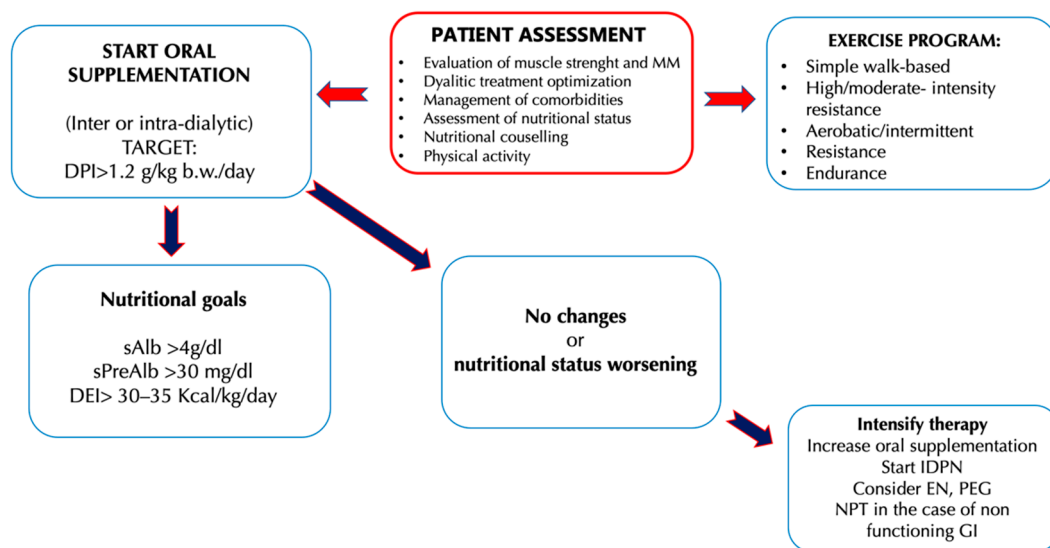 START ORAL
SUPPLEMENTATION
(Inter or intra-dialytic)
TARGET:
DPI>1.2 g/kg b.w./day
PATIENT ASSESSMENT
• Evaluation of muscle strenght and MM
• Dyalitic treatment optimization
• Management of comorbidities
• Assessment of nutritional status
• Nutritional couselling
• Physical activity
EXERCISE PROGRAM:
• Simple walk-based
• High/moderate- intensity
resistance
• Aerobatic/intermittent
• Resistance
• Endurance
Nutritional goals
sAlb >4g/dl
sPreAlb >30 mg/dl
DEI> 30–35 Kcal/kg/day
No changes
or
nutritional status worsening
Intensify therapy
Increase oral supplementation
Start IDPN
Consider EN, PEG
NPT in the case of non
functioning GI